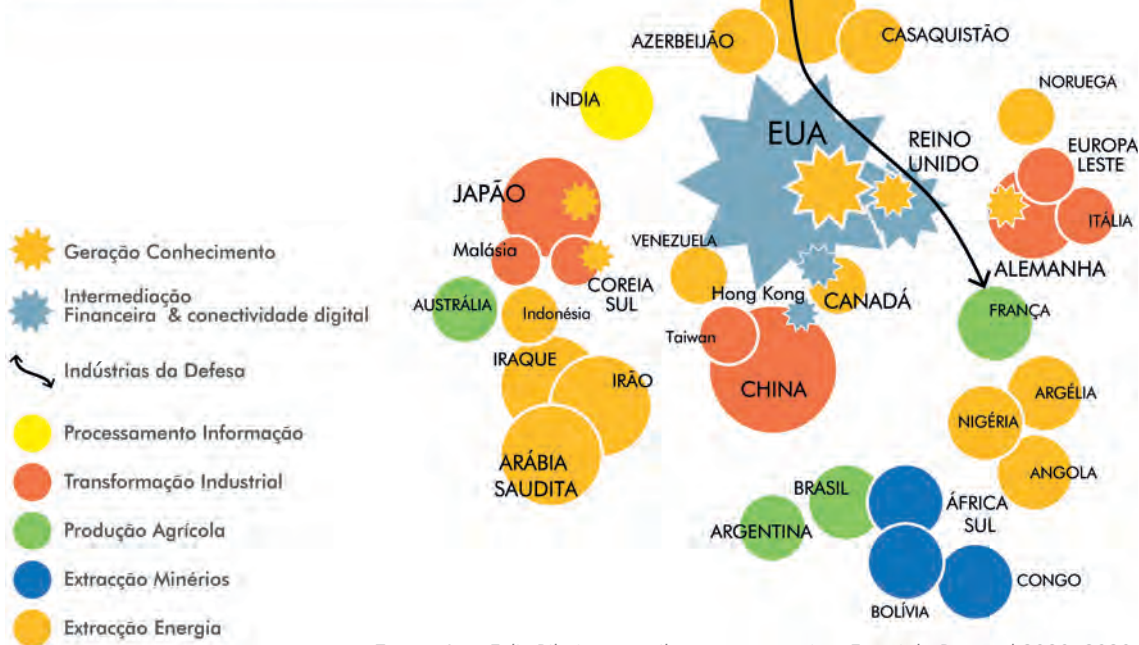 AZERBEIJÃO
CASAQUISTÃO
NORUEGA
INDIA
EUA
REINO
UNIDO
EUROPA
LESTE
JAPÃO
ITÁLIA
Malásia
VENEZUELA
ALEMANHA
COREIA
SUL
AUSTRÁLIA
Indonésia
Hong Kong
CANADÁ
FRANÇA
Taiwan
IRAQUE
IRÃO
CHINA
ARGÉLIA
NIGÉRIA
ARÁBIA
SAUDITA
ANGOLA
BRASIL
ÁFRICA
SUL
ARGENTINA
CONGO
BOLÍVIA
Geração Conhecimento
Intermediação
Financeira & conectividade digital
Indústrias da Defesa
Processamento Informação
Transformação Industrial
Produção Agrícola
Extracção Minérios
Extracção Energia